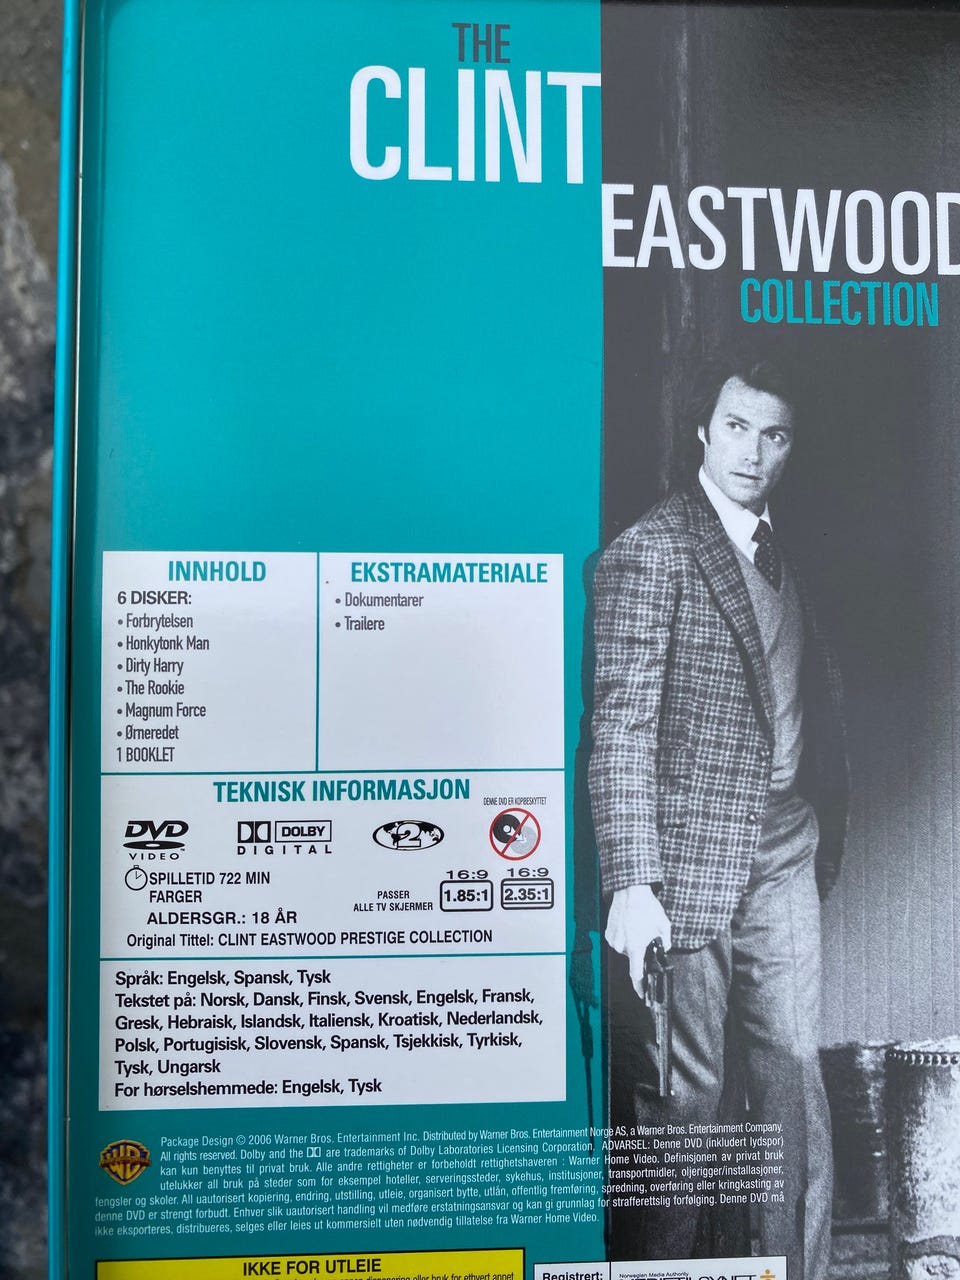 THE
CLINT
EASTWOOD
COLLECTION
INNHOLD
6 DISKER:
• Forbrytelsen
• Honkytonk Man
• Dirty Harry
• The Rookie
• Magnum Force
• Ørneredet
1 BOOKLET
EKSTRAMATERIALE
• Dokumentarer
• Trailere
TEKNISK INFORMASJON
DENNE DVD ER KOPIBESKYTTET
DVD
VIDEO
DOLBY
DIGITAL
2
SPILLETID 722 MIN
FARGER
ALDERSGR.: 18 ÅR
PASSER
ALLE TV SKJERMER
16:9
1.85:1
16:9
2.35:1
Original Tittel: CLINT EASTWOOD PRESTIGE COLLECTION
Språk: Engelsk, Spansk, Tysk
Tekstet på: Norsk, Dansk, Finsk, Svensk, Engelsk, Fransk,
Gresk, Hebraisk, Islandsk, Italiensk, Kroatisk, Nederlandsk,
Polsk, Portugisisk, Slovensk, Spansk, Tsjekkisk, Tyrkisk,
Tysk, Ungarsk
For hørselshemmede: Engelsk, Tysk
WB
Package Design © 2006 Warner Bros. Entertainment Inc. Distributed by Warner Bros. Entertainment Norge AS, a Warner Bros. Entertainment Company.
All rights reserved. Dolby and the DD are trademarks of Dolby Laboratories Licensing Corporation. ADVARSEL: Denne DVD (inkludert lydspor)
kan kun benyttes til privat bruk. Alle andre rettigheter er forbeholdt rettighetshaveren : Warner Home Video. Definisjonen av privat bruk
utelukker all bruk på steder som for eksempel hoteller, serveringssteder, sykehus, institusjoner, transportmidler, oljerigger/installasjoner,
fengsler og skoler. All uautorisert kopiering, endring, utstilling, utleie, organisert bytte, utlån, offentlig fremføring, spredning, overføring eller kringkasting av
denne DVD er strengt forbudt. Enhver slik uautorisert handling vil medføre erstatningsansvar og kan gi grunnlag for strafferettslig forfølging. Denne DVD må
ikke eksporteres, distribueres, selges eller leies ut kommersielt uten nødvendig tillatelse fra Warner Home Video.
IKKE FOR UTLEIE
eller bruk for ethvert annet
Registrert:
Norwegian Media Authority